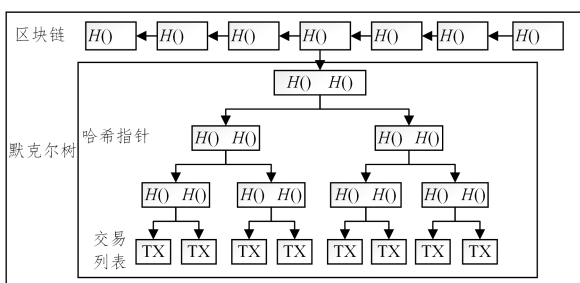 区块链 H() H() H() H() H() H() H()
H() H()
哈希指针 H() H() H() H()
默克尔树
H() H() H() H() H() H() H() H()
交易
列表
TX TX TX TX TX TX TX TX